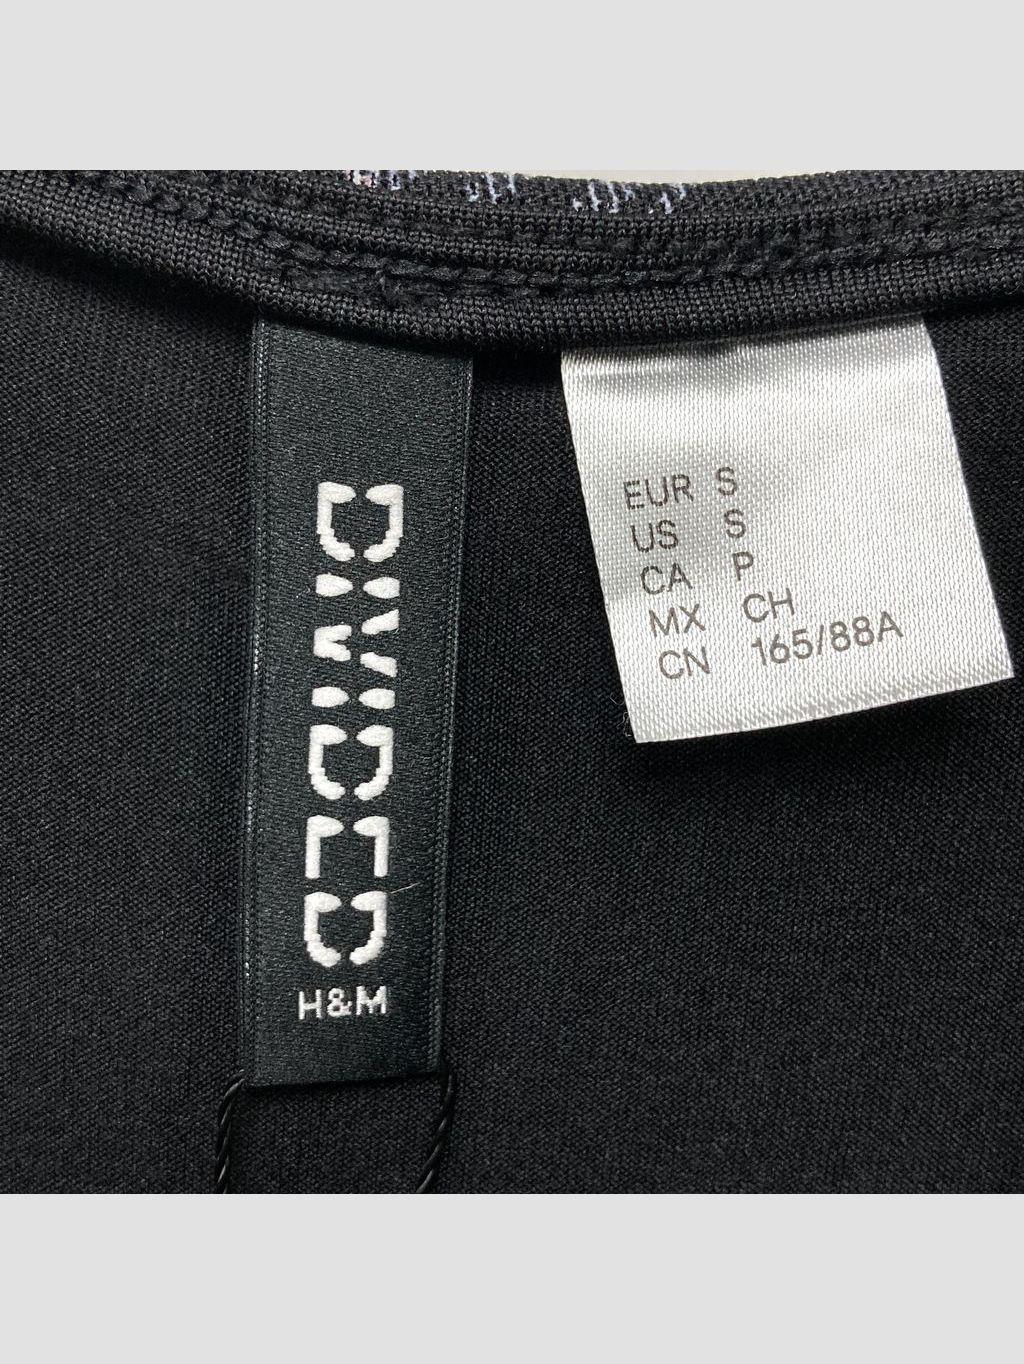 DIVIDED
H&M
EUR S
US S
CA P
MX CH
CN 165/88A